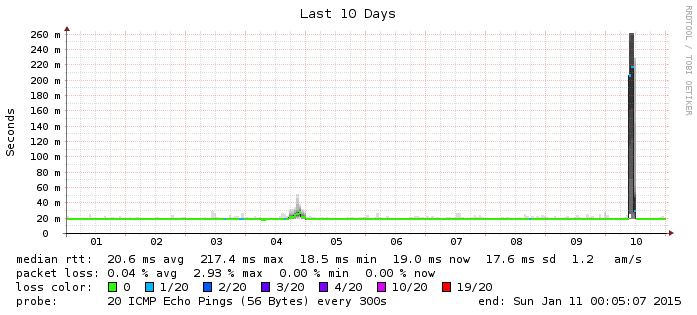 Last 10 Days
RRDTOOL / TOBI OETIKER
Seconds
260 m
240 m
220 m
200 m
180 m
160 m
140 m
120 m
100 m
80 m
60 m
40 m
20 m
0
01 02 03 04 05 06 07 08 09 10
median rtt: 20.6 ms avg 217.4 ms max 18.5 ms min 19.0 ms now 17.6 ms sd 1.2 am/s
packet loss: 0.04 % avg 2.93 % max 0.00 % min 0.00 % now
loss color: 0 1/20 2/20 3/20 4/20 10/20 19/20
probe: 20 ICMP Echo Pings (56 Bytes) every 300s end: Sun Jan 11 00:05:07 2015